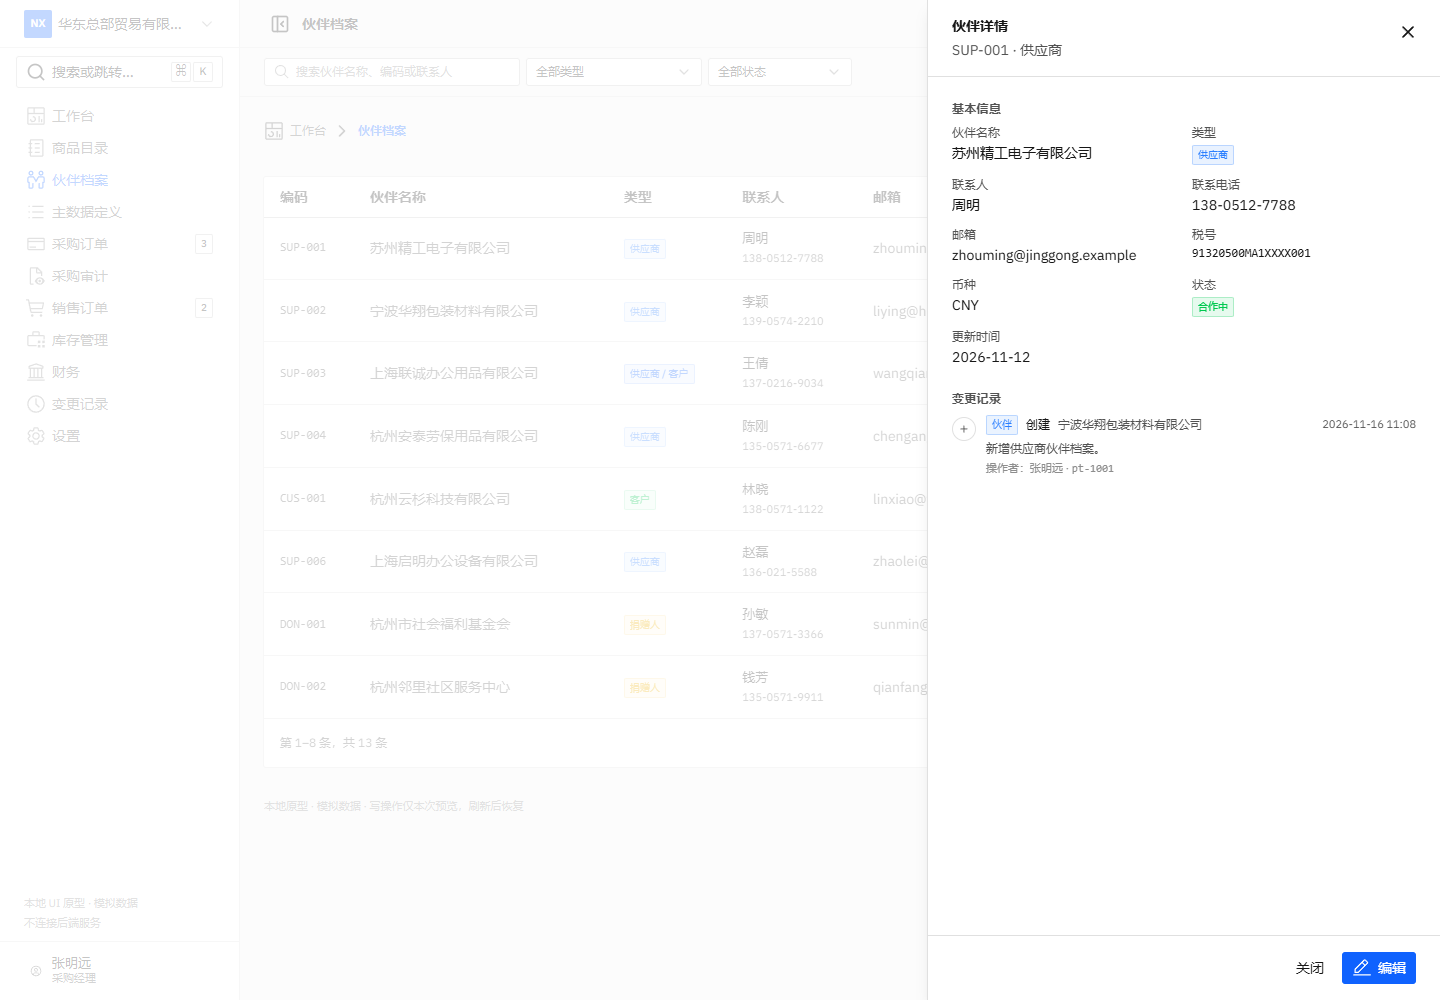 NX 华东总部贸易有限...
搜索或跳转... ⌘ K
工作台
商品目录
伙伴档案
主数据定义
采购订单 3
采购审计
销售订单 2
库存管理
财务
变更记录
设置
本地 UI 原型 · 模拟数据
不连接后端服务
张明远
采购经理
伙伴档案
搜索伙伴名称、编码或联系人 全部类型 全部状态
工作台 伙伴档案
编码 伙伴名称 类型 联系人 邮箱
SUP-001 苏州精工电子有限公司 供应商 周明 138-0512-7788 zhoumin
SUP-002 宁波华翔包装材料有限公司 供应商 李颖 139-0574-2210 liying@h
SUP-003 上海联诚办公用品有限公司 供应商 / 客户 王倩 137-0216-9034 wangqia
SUP-004 杭州安泰劳保用品有限公司 供应商 陈刚 135-0571-6677 chengan
CUS-001 杭州云杉科技有限公司 客户 林晓 138-0571-1122 linxiao@
SUP-006 上海启明办公设备有限公司 供应商 赵磊 136-021-5588 zhaolei@
DON-001 杭州市社会福利基金会 捐赠人 孙敏 137-0571-3366 sunmin@
DON-002 杭州邻里社区服务中心 捐赠人 钱芳 135-0571-9911 qianfang
第 1–8 条，共 13 条
本地原型 · 模拟数据 · 写操作仅本次预览，刷新后恢复
伙伴详情
SUP-001 · 供应商
基本信息
伙伴名称 类型
苏州精工电子有限公司 供应商
联系人 联系电话
周明 138-0512-7788
邮箱 税号
zhouming@jinggong.example 91320500MA1XXXX001
币种 状态
CNY 合作中
更新时间
2026-11-12
变更记录
伙伴 创建 宁波华翔包装材料有限公司 2026-11-16 11:08
新增供应商伙伴档案。
操作者：张明远 · pt-1001
关闭 编辑